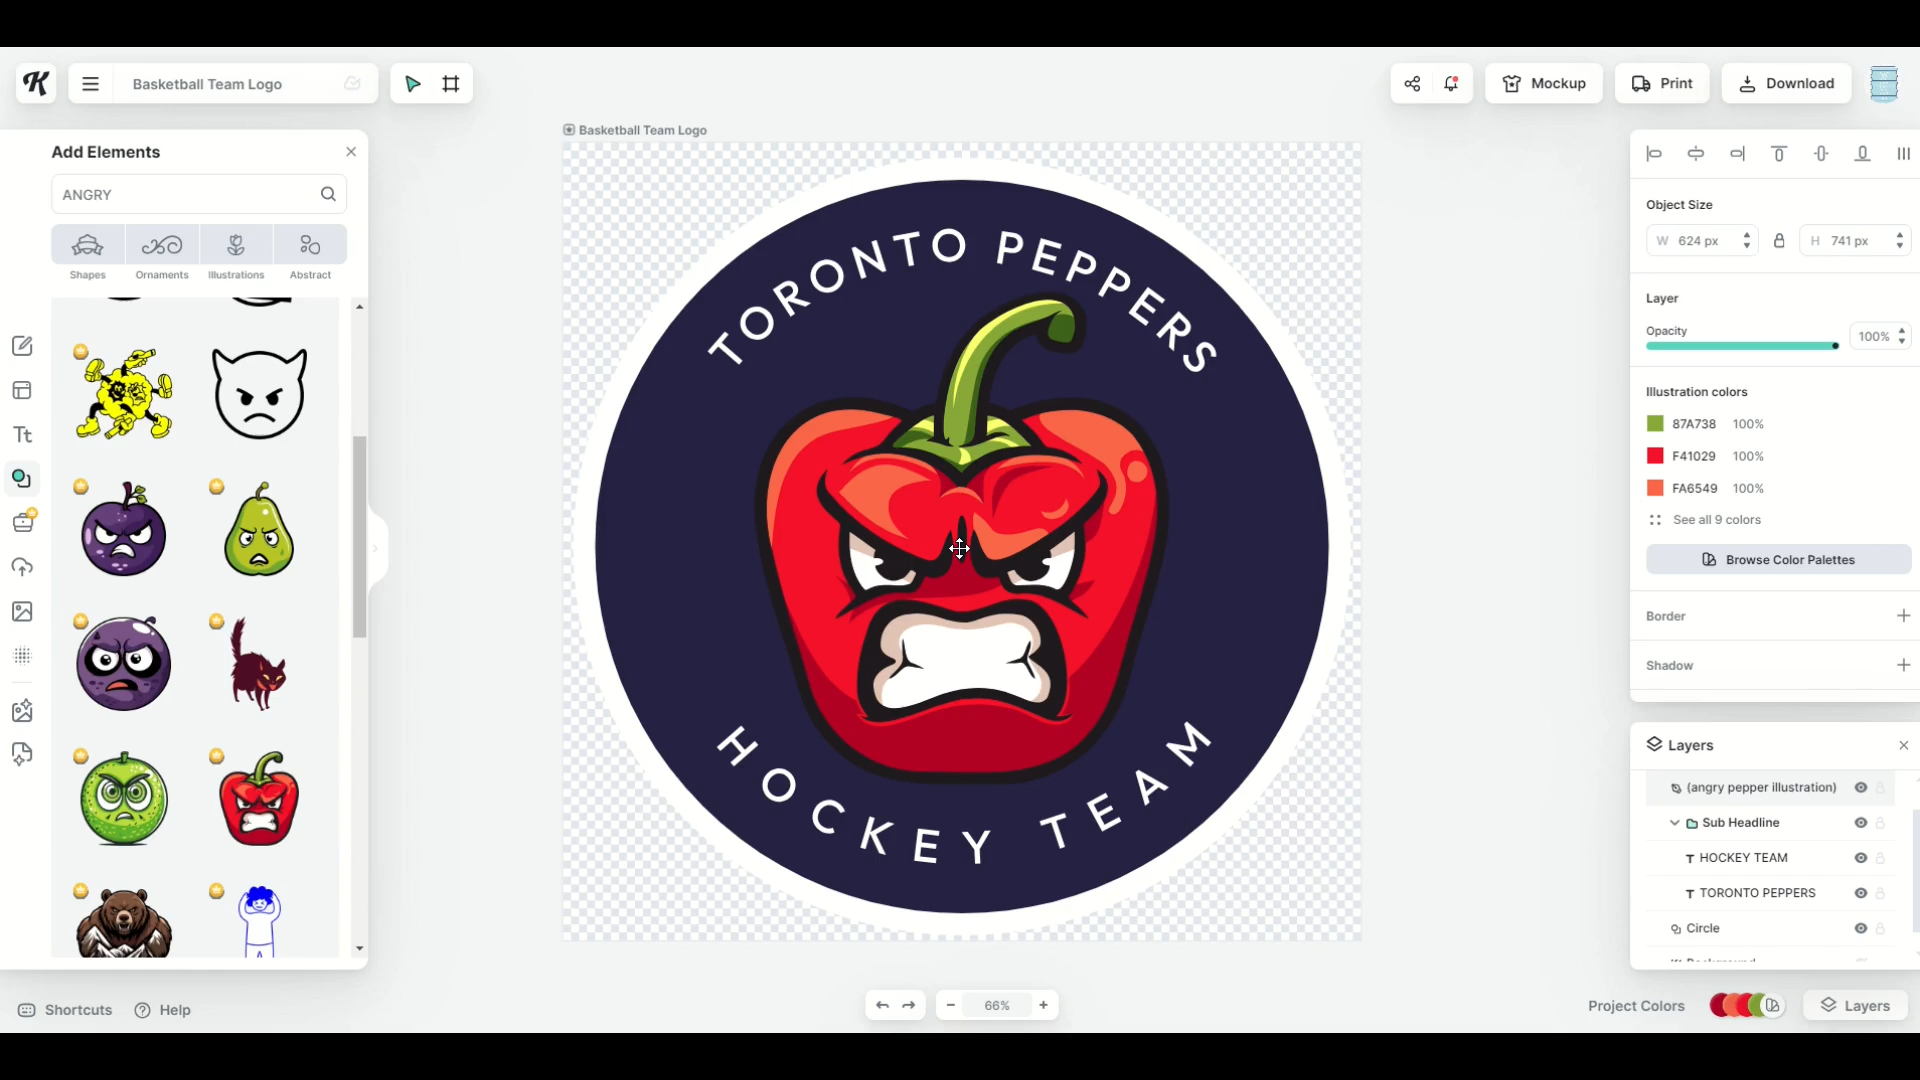 Basketball Team Logo
Mockup
Print
Download
Add Elements
ANGRY
Shapes
Ornaments
Illustrations
Abstract
Basketball Team Logo
TORONTO PEPPERS
HOCKEY TEAM
Object Size
W 624 px
H 741 px
Layer
Opacity
100%
Illustration colors
87A738 100%
F41029 100%
FA6549 100%
See all 9 colors
Browse Color Palettes
Border
Shadow
Layers
(angry pepper illustration)
Sub Headline
T HOCKEY TEAM
T TORONTO PEPPERS
Circle
Shortcuts
Help
66%
Project Colors
Layers